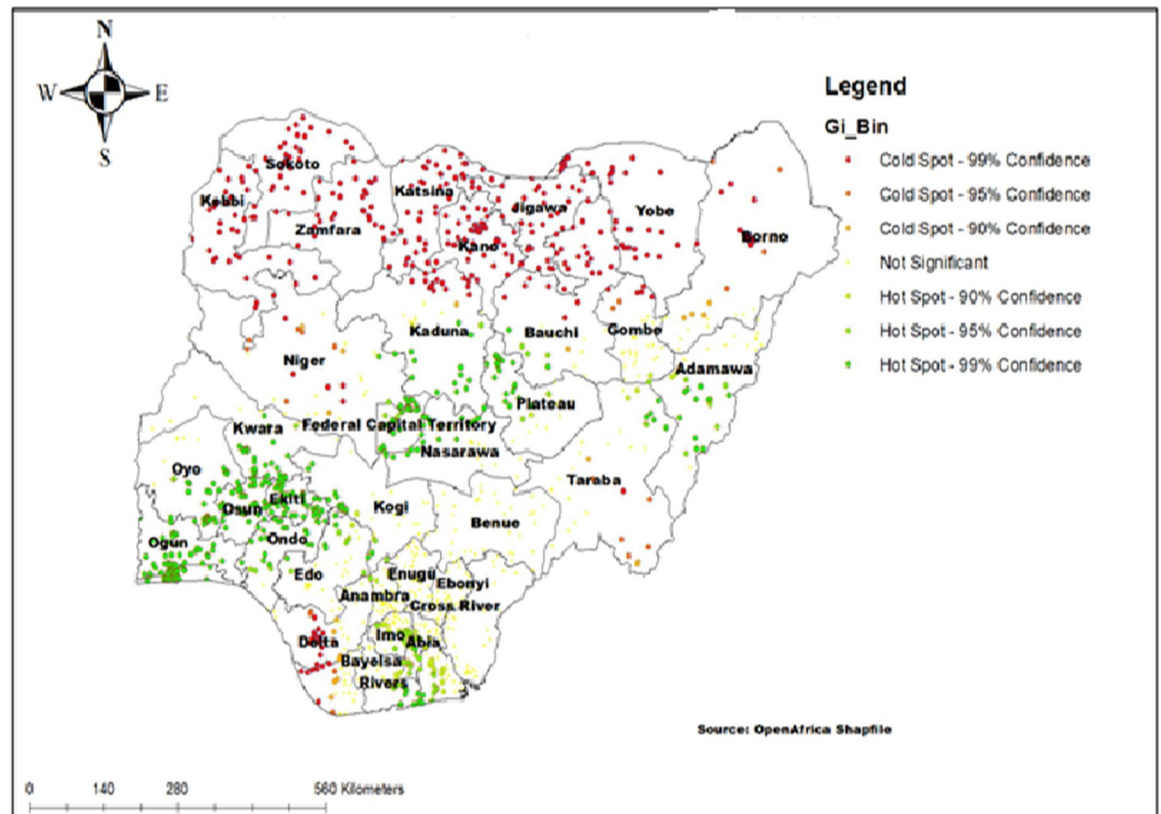 N
W E
S
Legend
Gi_Bin
Cold Spot - 99% Confidence
Cold Spot - 95% Confidence
Cold Spot - 90% Confidence
Not Significant
Hot Spot - 90% Confidence
Hot Spot - 95% Confidence
Hot Spot - 99% Confidence
Sokoto
Kebbi
Katsina
Zamfara
Jigawa
Yobe
Kano
Borno
Kaduna
Bauchi
Gombe
Niger
Adamawa
Plateau
Kwara
Federal Capital Territory
Nasarawa
Oyo
Taraba
Ekiti
Osun
Kogi
Benue
Ogun
Ondo
Edo
Enugu
Ebonyi
Anambra
Cross River
Delta
Imo
Abia
Bayelsa
Rivers
Source: OpenAfrica Shapfile
0 140 280 560 Kilometers